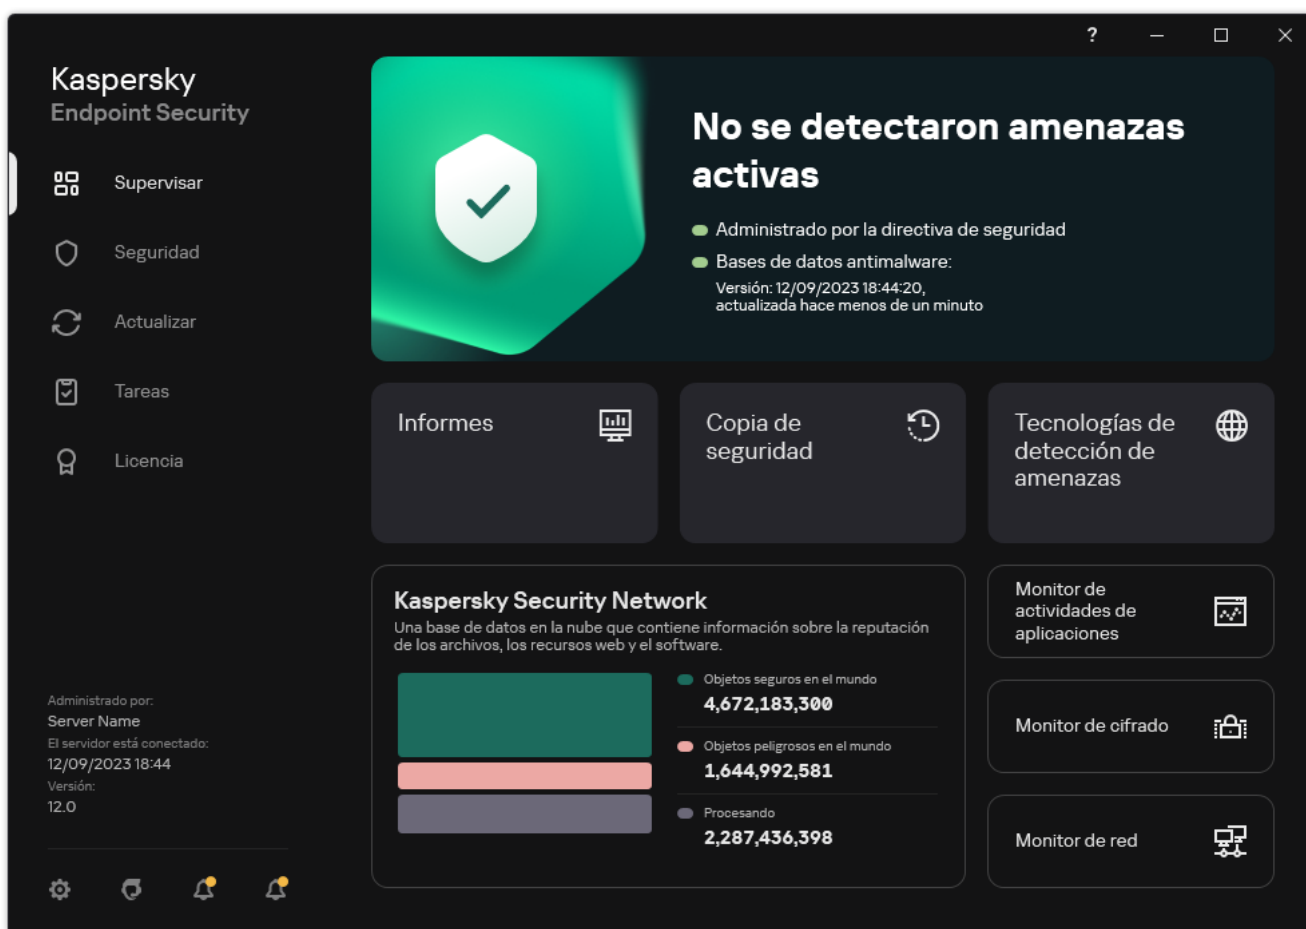 ?
Kaspersky
Endpoint Security
Supervisar
Seguridad
Actualizar
Tareas
Licencia
Administrado por:
Server Name
El servidor está conectado:
12/09/2023 18:44
Versión:
12.0
No se detectaron amenazas
activas
Administrado por la directiva de seguridad
Bases de datos antimalware:
Versión: 12/09/2023 18:44:20,
actualizada hace menos de un minuto
Informes
Copia de
seguridad
Tecnologías de
detección de
amenazas
Kaspersky Security Network
Una base de datos en la nube que contiene información sobre la reputación
de los archivos, los recursos web y el software.
Objetos seguros en el mundo
4,672,183,300
Objetos peligrosos en el mundo
1,644,992,581
Procesando
2,287,436,398
Monitor de
actividades de
aplicaciones
Monitor de cifrado
Monitor de red